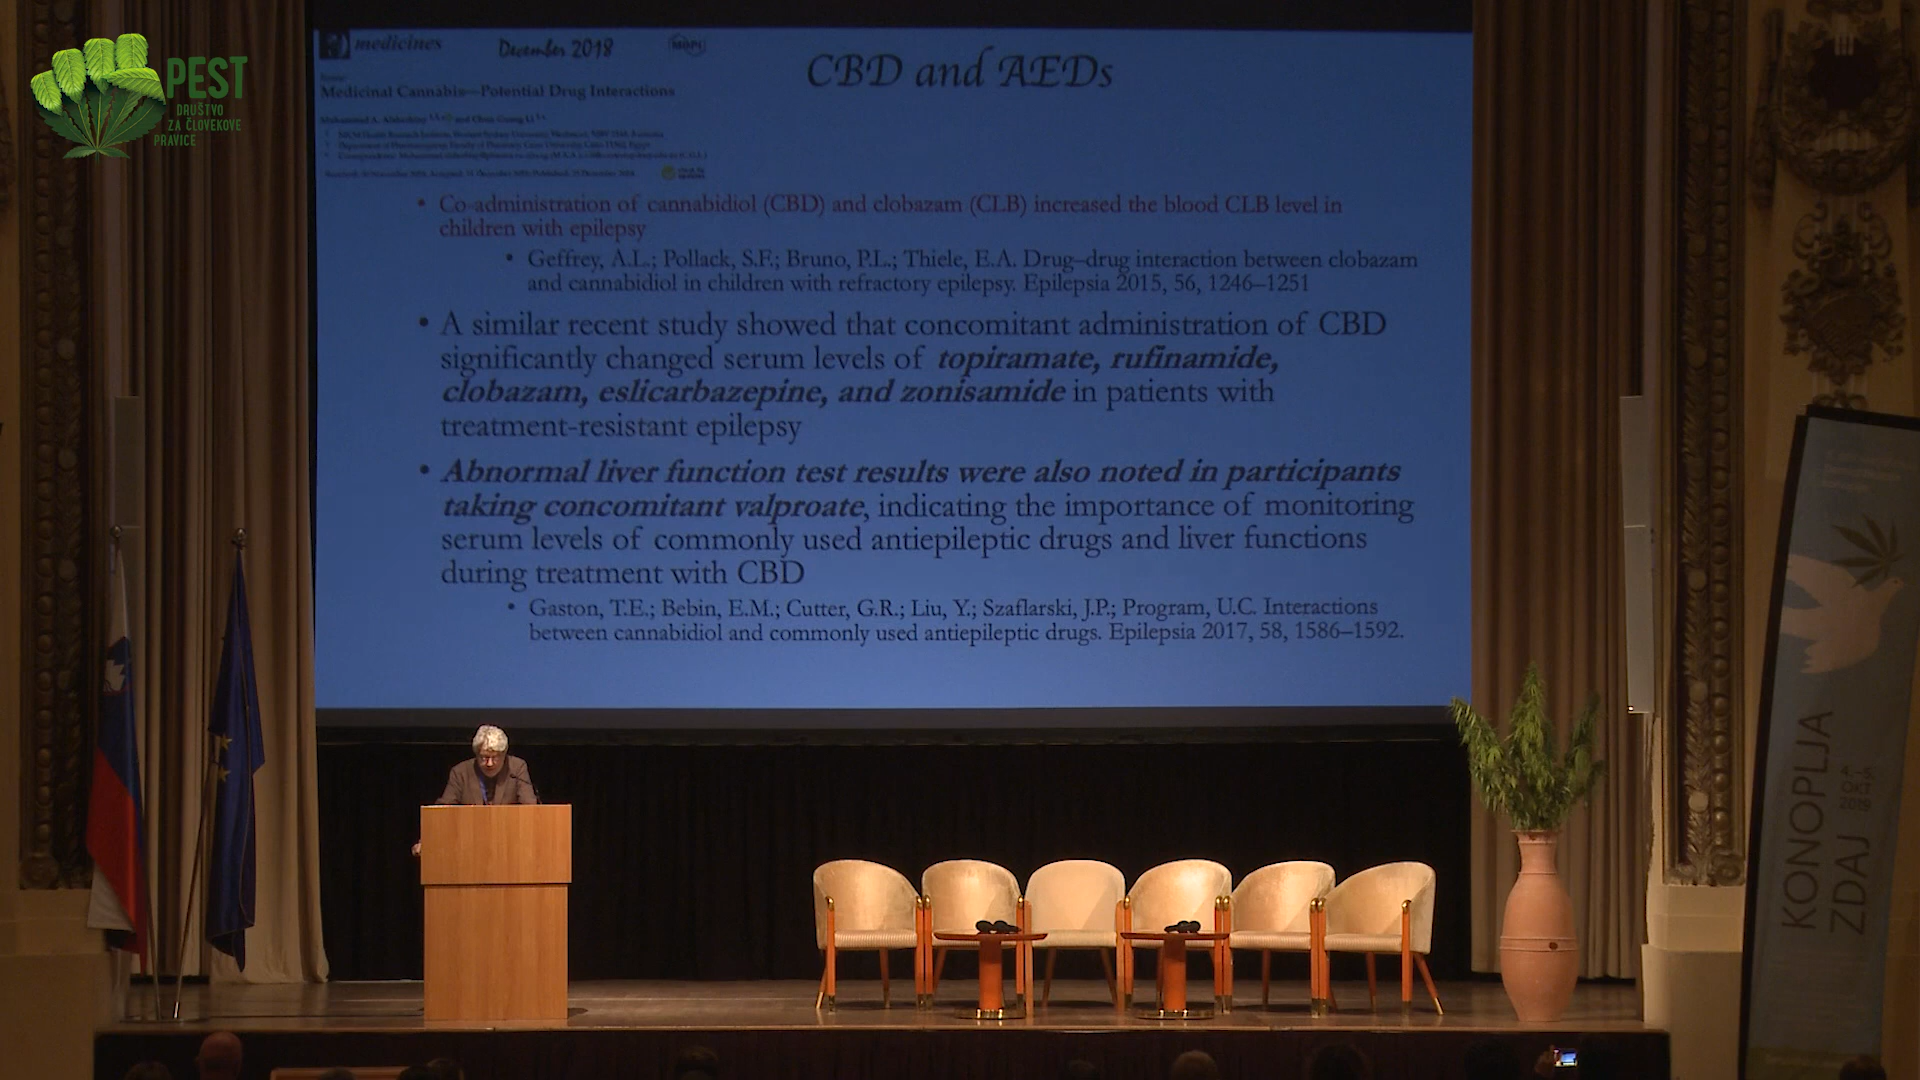 PEST
DRUŠTVO
ZA ČLOVEKOVE
PRAVICE
medicines
December 2018
MDPI
CBD and AEDs
Medicinal Cannabis—Potential Drug Interactions
• Co-administration of cannabidiol (CBD) and clobazam (CLB) increased the blood CLB level in
children with epilepsy
• Geffrey, A.L.; Pollack, S.F.; Bruno, P.L.; Thiele, E.A. Drug–drug interaction between clobazam
and cannabidiol in children with refractory epilepsy. Epilepsia 2015, 56, 1246–1251
• A similar recent study showed that concomitant administration of CBD
significantly changed serum levels of topiramate, rufinamide,
clobazam, eslicarbazepine, and zonisamide in patients with
treatment-resistant epilepsy
• Abnormal liver function test results were also noted in participants
taking concomitant valproate, indicating the importance of monitoring
serum levels of commonly used antiepileptic drugs and liver functions
during treatment with CBD
• Gaston, T.E.; Bebin, E.M.; Cutter, G.R.; Liu, Y.; Szaflarski, J.P.; Program, U.C. Interactions
between cannabidiol and commonly used antiepileptic drugs. Epilepsia 2017, 58, 1586–1592.
KONOPLJA
ZDAJ
OKT
2019